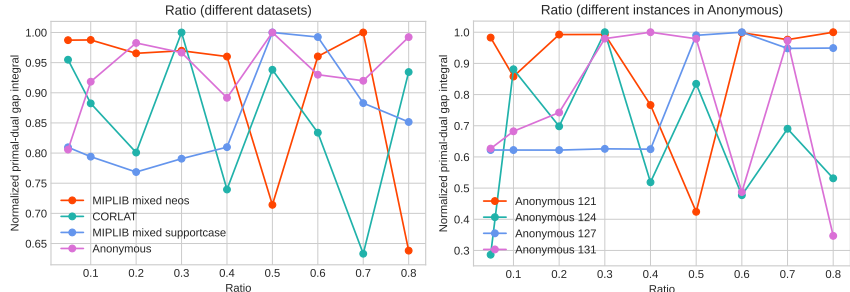 Ratio (different datasets)
Normalized primal-dual gap integral
1.00
0.95
0.90
0.85
0.80
0.75
0.70
0.65
MIPLIB mixed neos
CORLAT
MIPLIB mixed supportcase
Anonymous
0.1 0.2 0.3 0.4 0.5 0.6 0.7 0.8
Ratio
Ratio (different instances in Anonymous)
Normalized primal-dual gap integral
1.0
0.9
0.8
0.7
0.6
0.5
0.4
0.3
Anonymous 121
Anonymous 124
Anonymous 127
Anonymous 131
0.1 0.2 0.3 0.4 0.5 0.6 0.7 0.8
Ratio